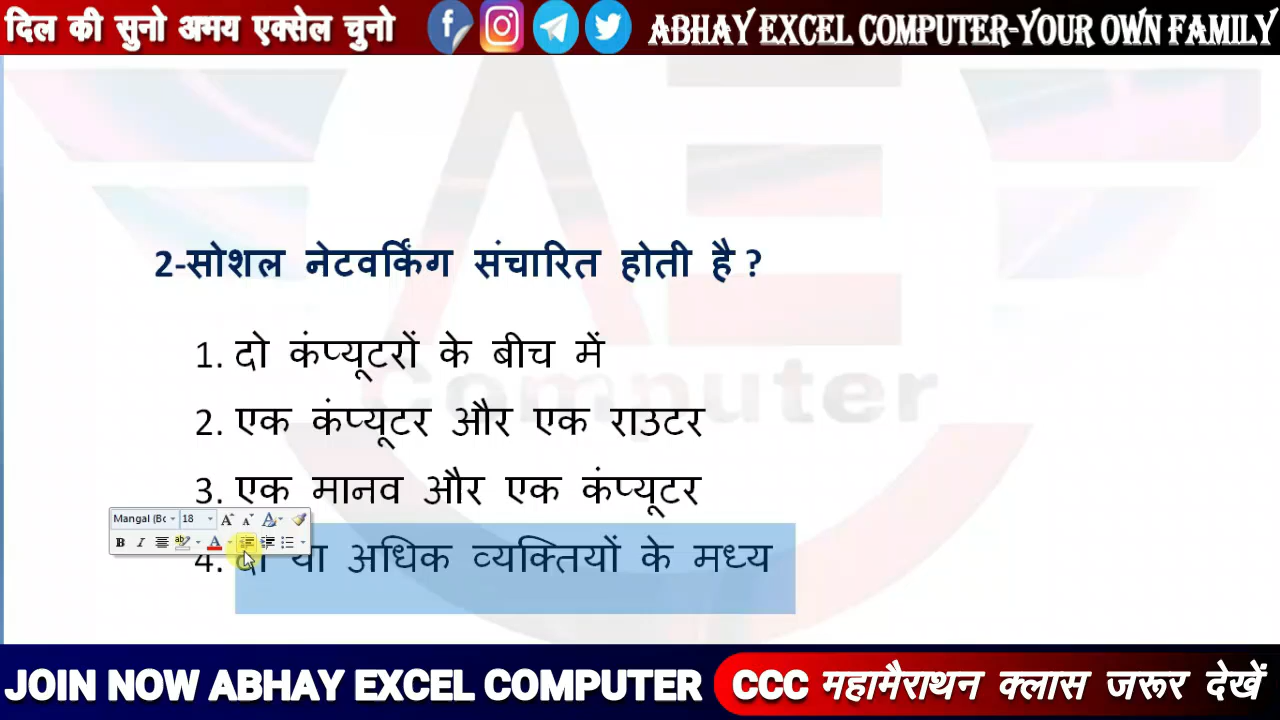 दिल की सुनो अभय एक्सेल चुनो
ABHAY EXCEL COMPUTER-YOUR OWN FAMILY
2-सोशल नेटवर्किंग संचारित होती है ?
1. दो कंप्यूटरों के बीच में
2. एक कंप्यूटर और एक राउटर
3. एक मानव और एक कंप्यूटर
Mangal (Bc 18
4. दो या अधिक व्यक्तियों के मध्य
Computer
JOIN NOW ABHAY EXCEL COMPUTER
CCC महामैराथन क्लास जरूर देखें